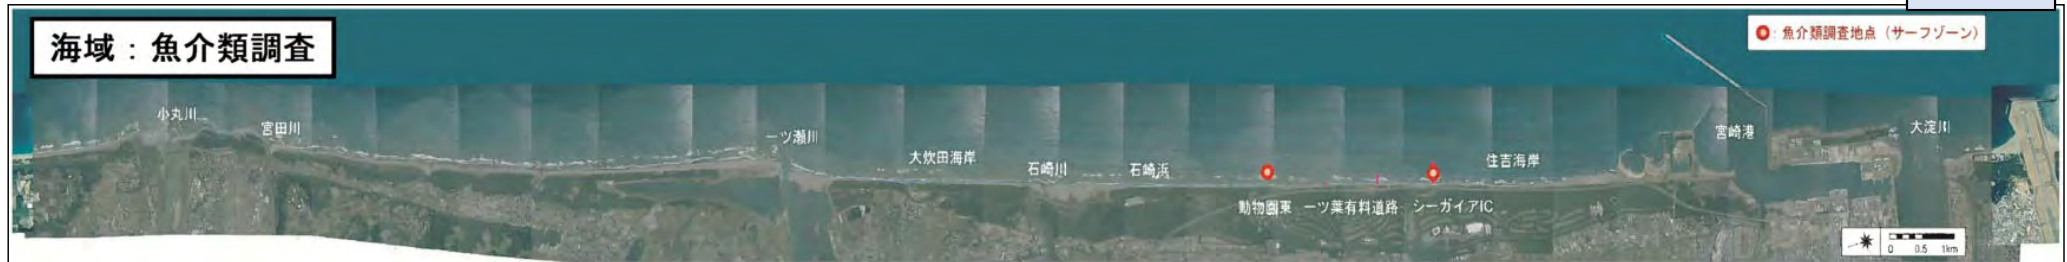 海域：魚介類調査
：魚介類調査地点（サーフゾーン）
小丸川
宮田川
一ツ瀬川
大炊田海岸
石崎川
石崎浜
住吉海岸
宮崎港
大淀川
動物園東
一ツ葉有料道路
シーガイアIC
0 0.5 1km